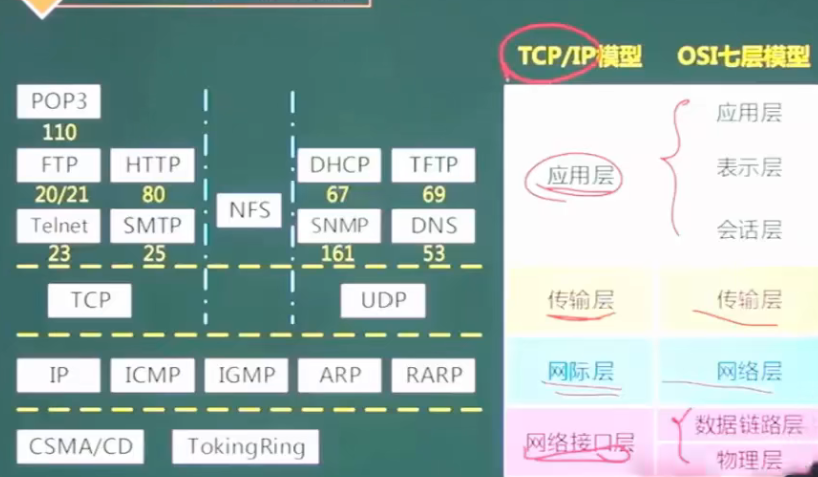 TCP/IP模型 OSI七层模型
POP3
110
FTP HTTP DHCP TFTP
20/21 80 67 69
Telnet SMTP NFS SNMP DNS
23 25 161 53
TCP UDP
IP ICMP IGMP ARP RARP
CSMA/CD TokingRing
应用层 应用层
表示层
会话层
传输层 传输层
网际层 网络层
网络接口层 数据链路层
物理层